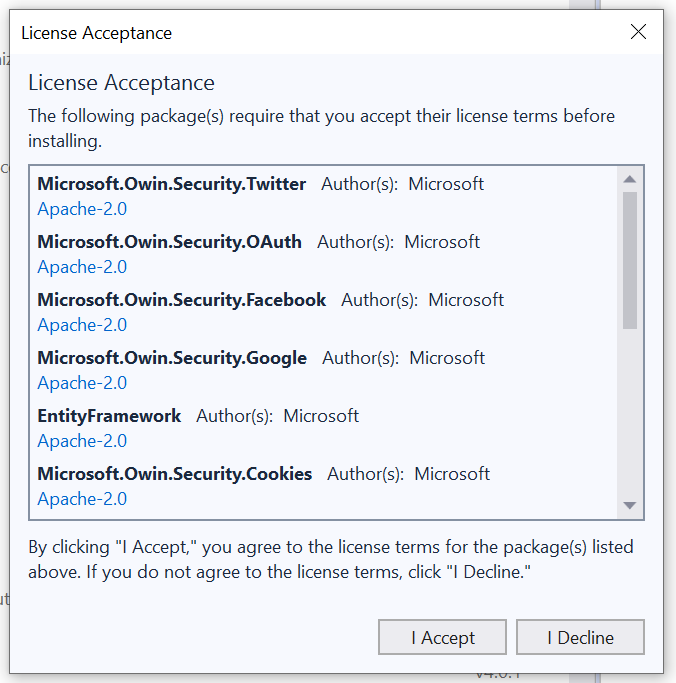 License Acceptance
License Acceptance
The following package(s) require that you accept their license terms before
installing.
Microsoft.Owin.Security.Twitter Author(s): Microsoft
Apache-2.0
Microsoft.Owin.Security.OAuth Author(s): Microsoft
Apache-2.0
Microsoft.Owin.Security.Facebook Author(s): Microsoft
Apache-2.0
Microsoft.Owin.Security.Google Author(s): Microsoft
Apache-2.0
EntityFramework Author(s): Microsoft
Apache-2.0
Microsoft.Owin.Security.Cookies Author(s): Microsoft
Apache-2.0
By clicking "I Accept," you agree to the license terms for the package(s) listed
above. If you do not agree to the license terms, click "I Decline."
I Accept I Decline